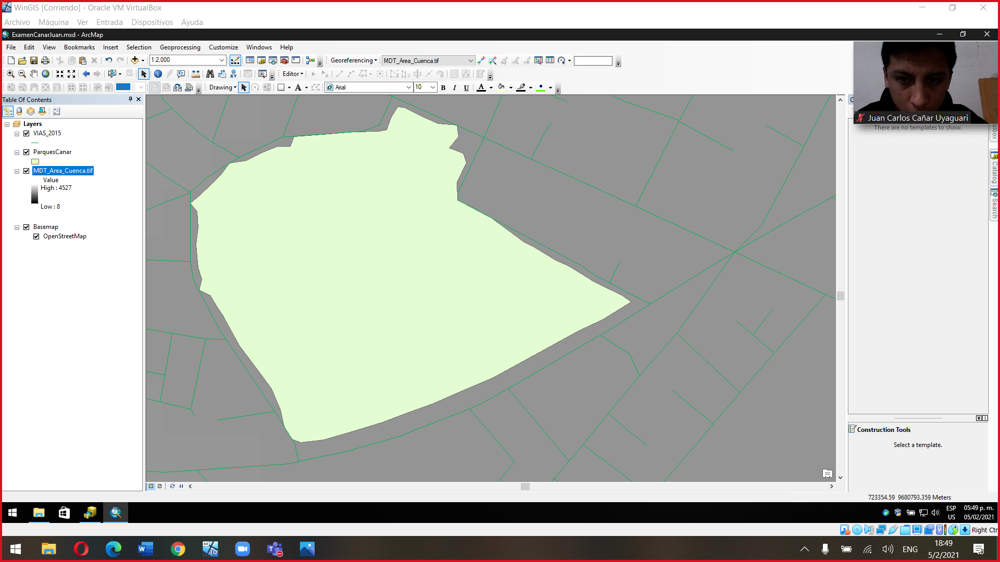 WinGIS [Corriendo] - Oracle VM VirtualBox
Archivo Máquina Ver Entrada Dispositivos Ayuda
ExamenCanarJuan.mxd - ArcMap
File Edit View Bookmarks Insert Selection Geoprocessing Customize Windows Help
1:2,000
Georeferencing
MDT_Area_Cuenca.tif
Editor
100%
Drawing
A
Arial
10
B I U A
Table Of Contents
Layers
VIAS_2015
ParquesCanar
MDT_Area_Cuenca.tif
Value
High : 4527
Low : 8
Basemap
OpenStreetMap
Juan Carlos Cañar Uyaguari
There are no templates to show.
Catalog
Search
Construction Tools
Select a template.
723354.59 9680793.359 Meters
ESP
US
05:49 p. m.
05/02/2021
Right Ctr
ENG
18:49
5/2/2021